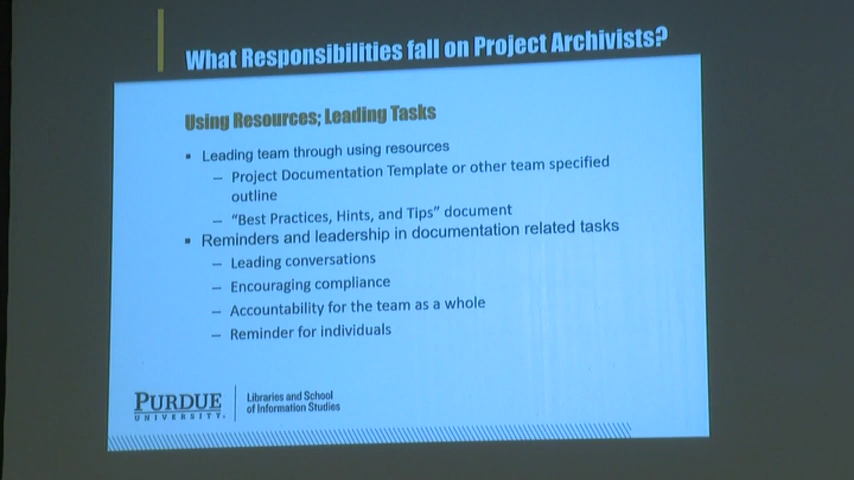 What Responsibilities fall on Project Archivists?
Using Resources; Leading Tasks
▪ Leading team through using resources
– Project Documentation Template or other team specified
outline
– “Best Practices, Hints, and Tips” document
▪ Reminders and leadership in documentation related tasks
– Leading conversations
– Encouraging compliance
– Accountability for the team as a whole
– Reminder for individuals
PURDUE
UNIVERSITY.
Libraries and School
of Information Studies